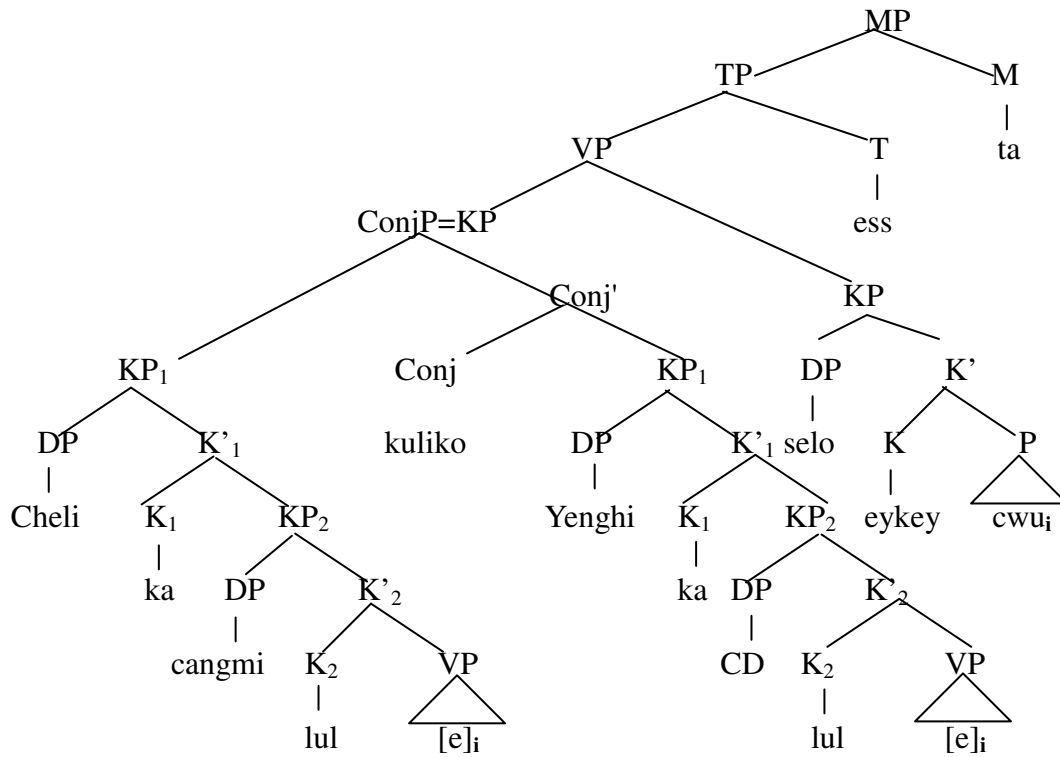 MP
TP M
VP T ta
ConjP=KP ess
Conj' KP
KP₁ Conj KP₁ DP K’
DP K’₁ kuliko DP K’₁ selo K P
Cheli K₁ KP₂ Yenghi K₁ KP₂ eykey cwuᵢ
ka DP K’₂ ka DP K’₂
cangmi K₂ VP CD K₂ VP
lul [e]ᵢ lul [e]ᵢ